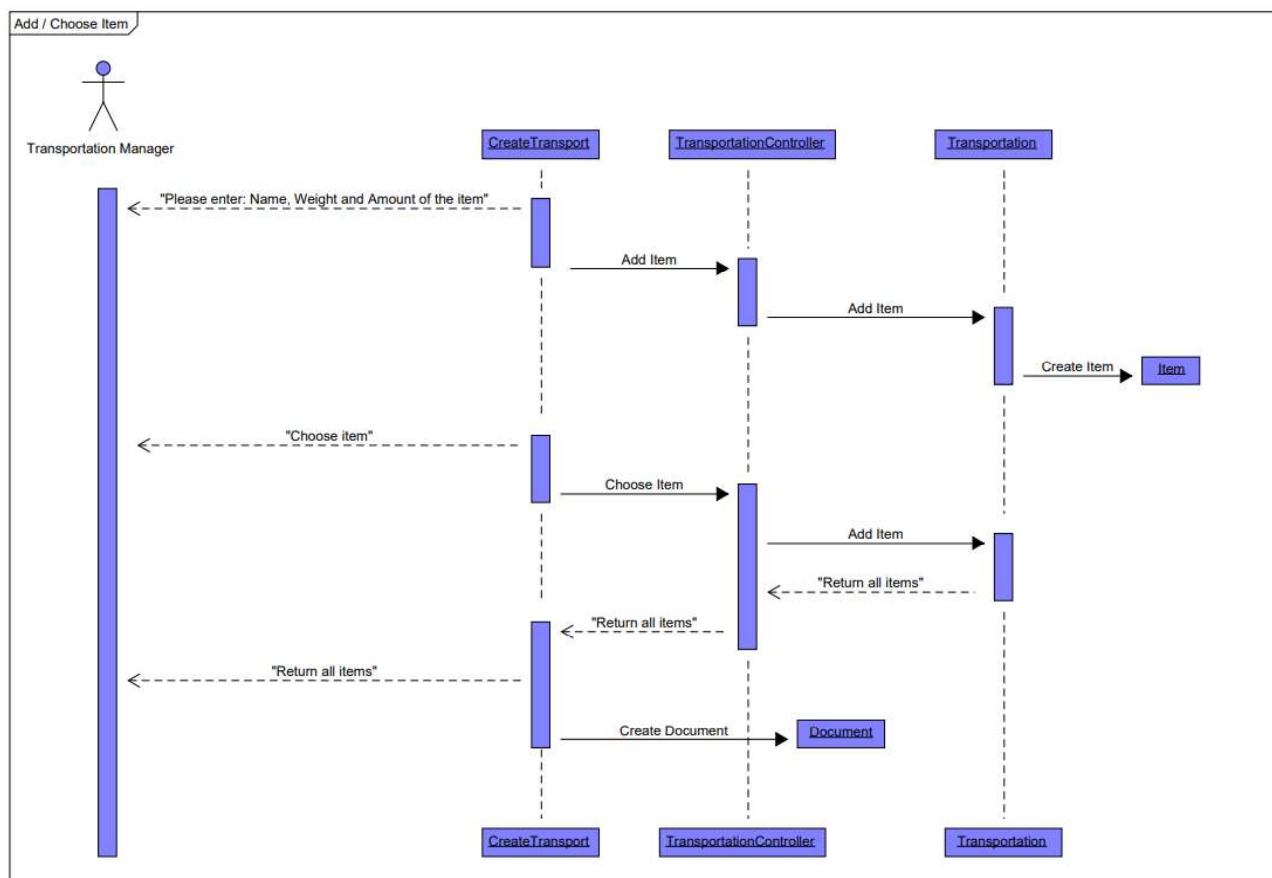 Add / Choose Item
Transportation Manager
CreateTransport
TransportationController
Transportation
"Please enter: Name, Weight and Amount of the item"
Add Item
Add Item
Create Item
Item
"Choose item"
Choose Item
Add Item
"Return all items"
"Return all items"
"Return all items"
Create Document
Document
CreateTransport
TransportationController
Transportation